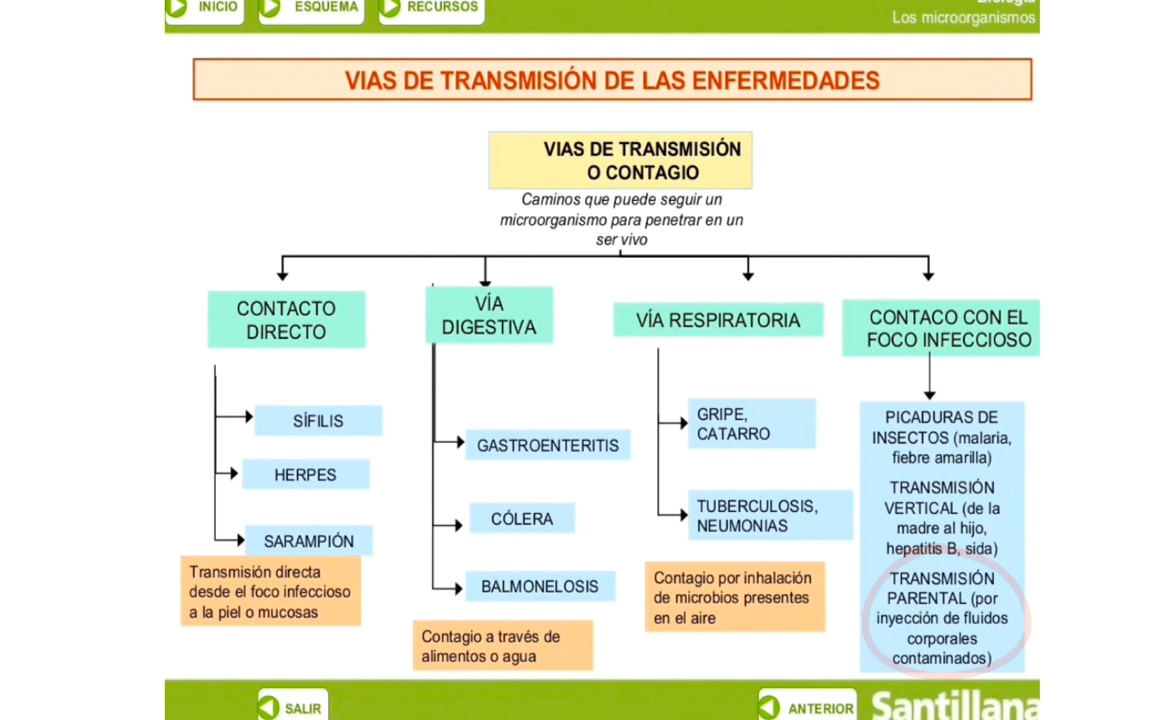 INICIO
ESQUEMA
RECURSOS
Biología
Los microorganismos
VIAS DE TRANSMISIÓN DE LAS ENFERMEDADES
VIAS DE TRANSMISIÓN
O CONTAGIO
Caminos que puede seguir un
microorganismo para penetrar en un
ser vivo
CONTACTO
DIRECTO
SÍFILIS
HERPES
SARAMPIÓN
Transmisión directa
desde el foco infeccioso
a la piel o mucosas
VÍA
DIGESTIVA
GASTROENTERITIS
CÓLERA
BALMONELOSIS
Contagio a través de
alimentos o agua
VÍA RESPIRATORIA
GRIPE,
CATARRO
TUBERCULOSIS,
NEUMONIAS
Contagio por inhalación
de microbios presentes
en el aire
CONTACO CON EL
FOCO INFECCIOSO
PICADURAS DE
INSECTOS (malaria,
fiebre amarilla)
TRANSMISIÓN
VERTICAL (de la
madre al hijo,
hepatitis B, sida)
TRANSMISIÓN
PARENTAL (por
inyección de fluidos
corporales
contaminados)
SALIR
ANTERIOR
Santillana